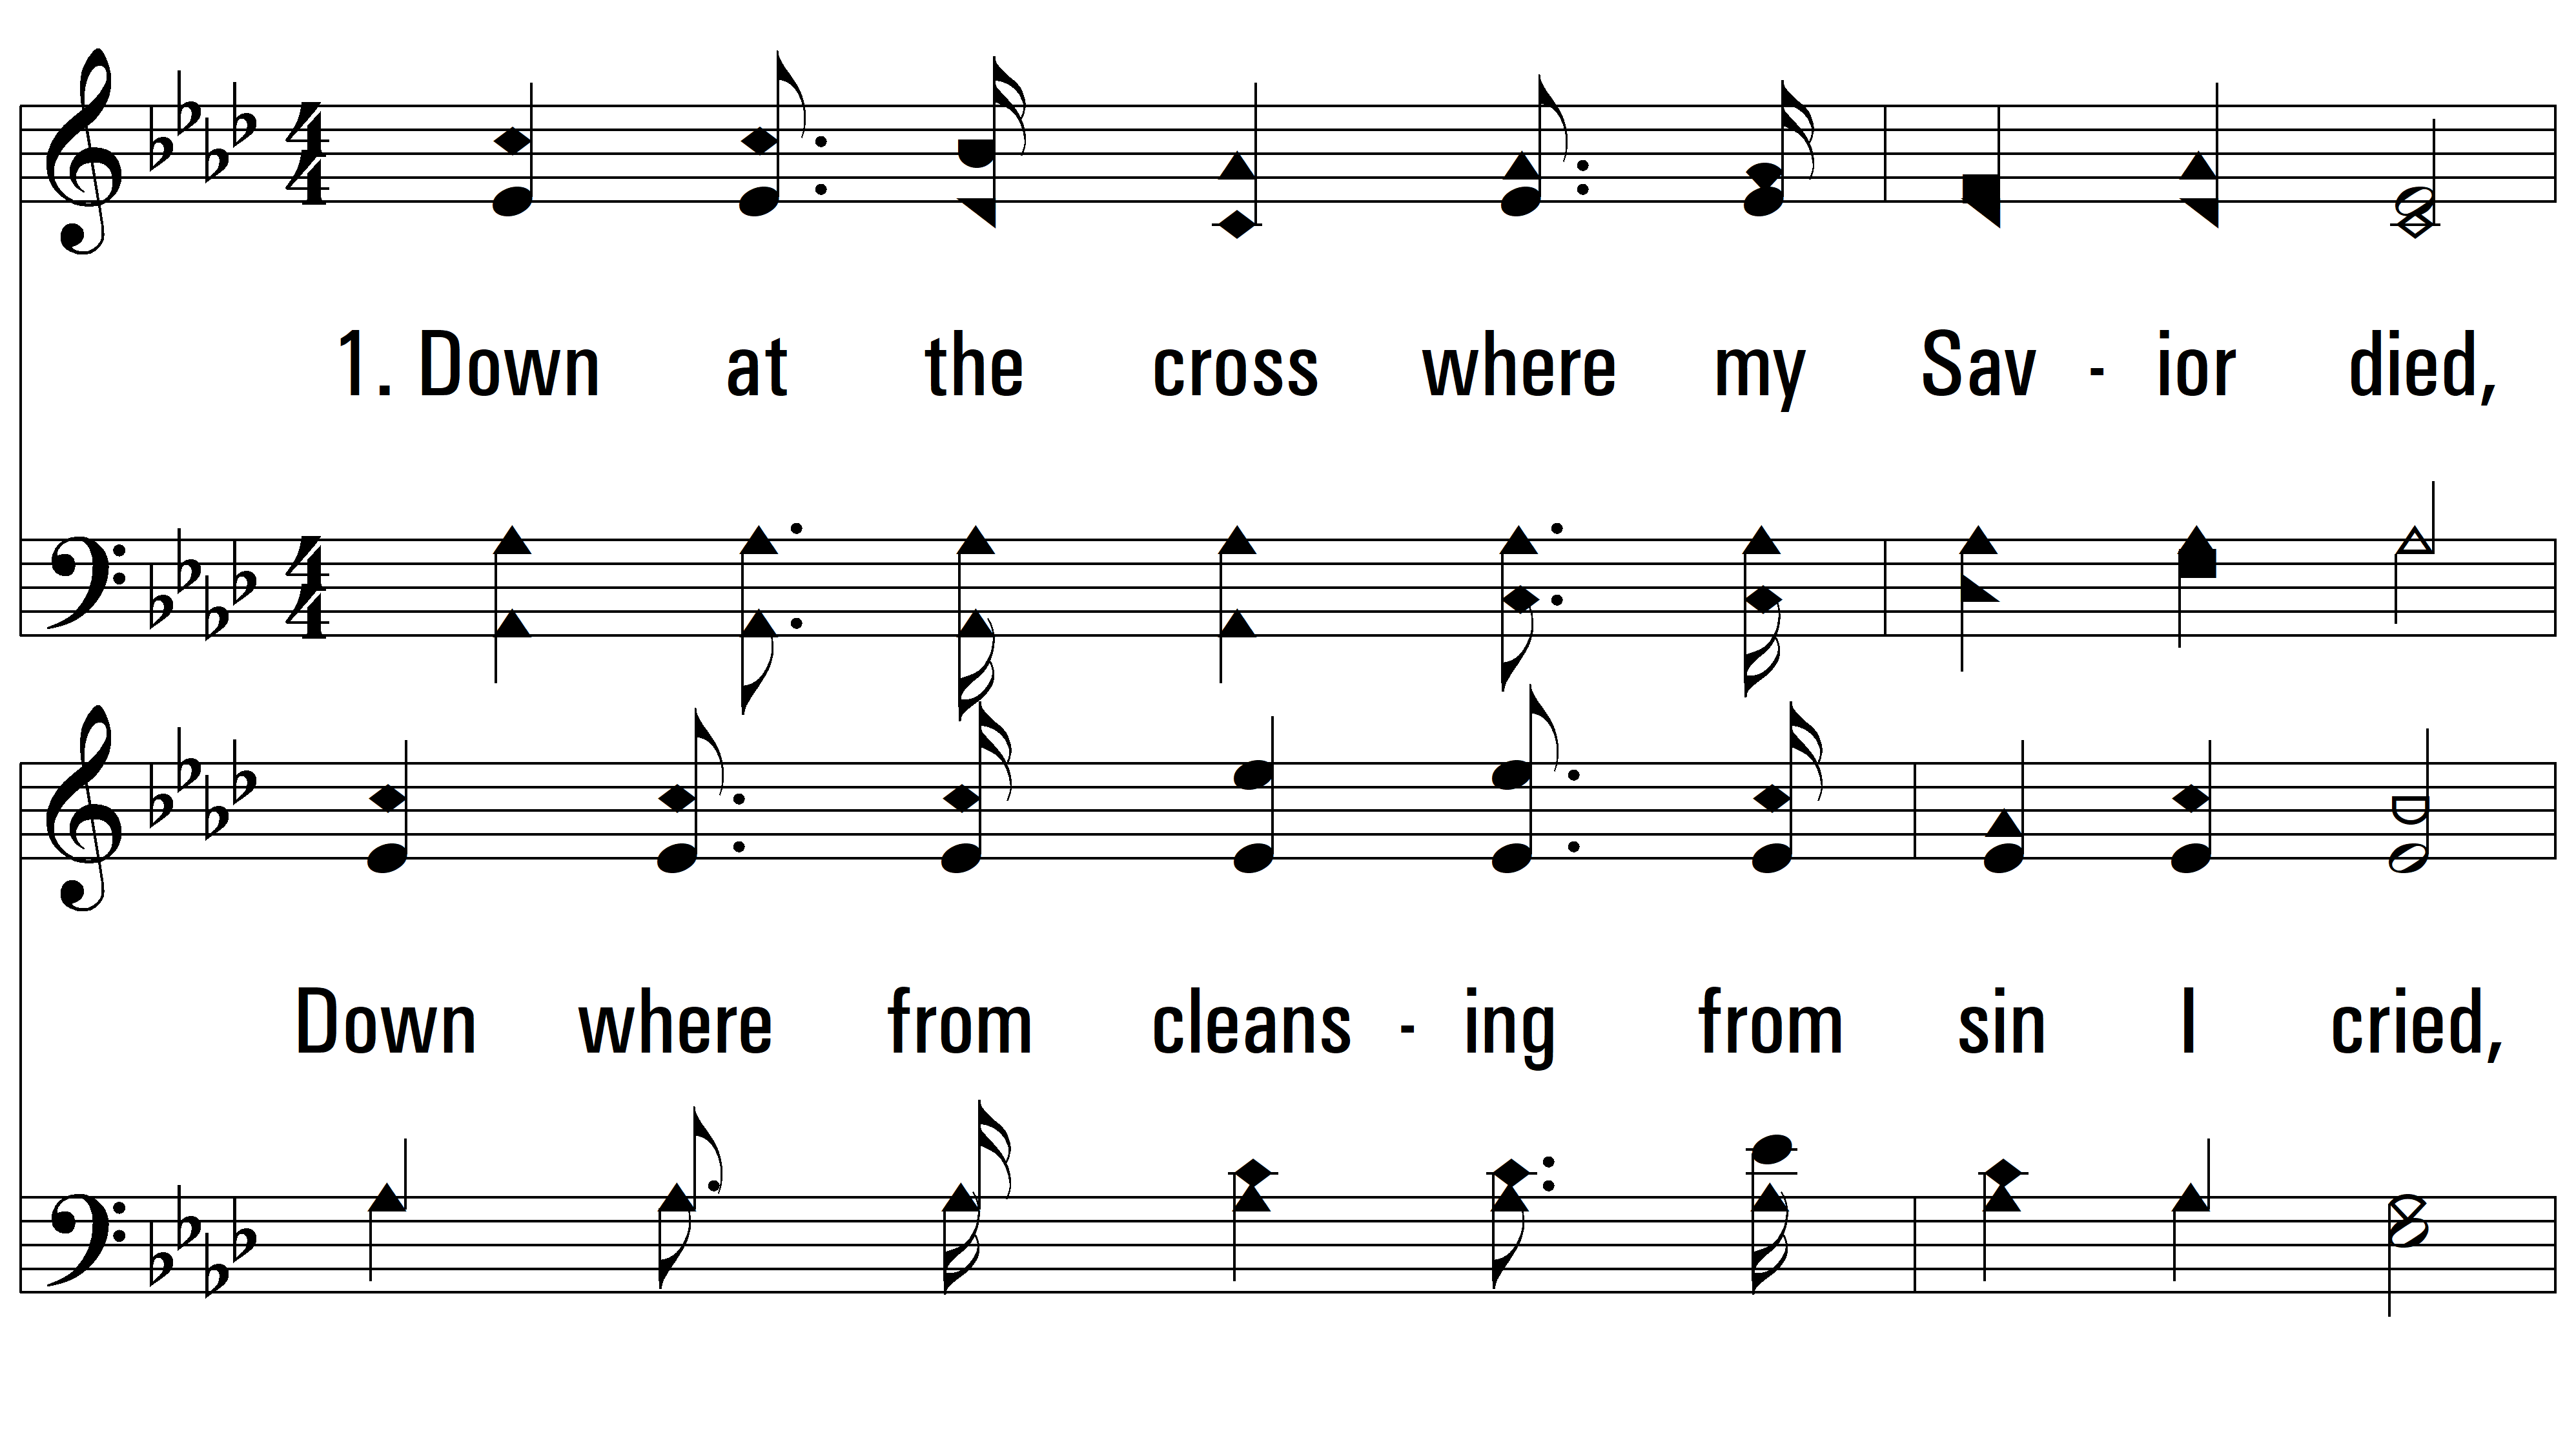 1. Down at the cross where my Sav - ior died,
Down where from cleans - ing from sin I cried,